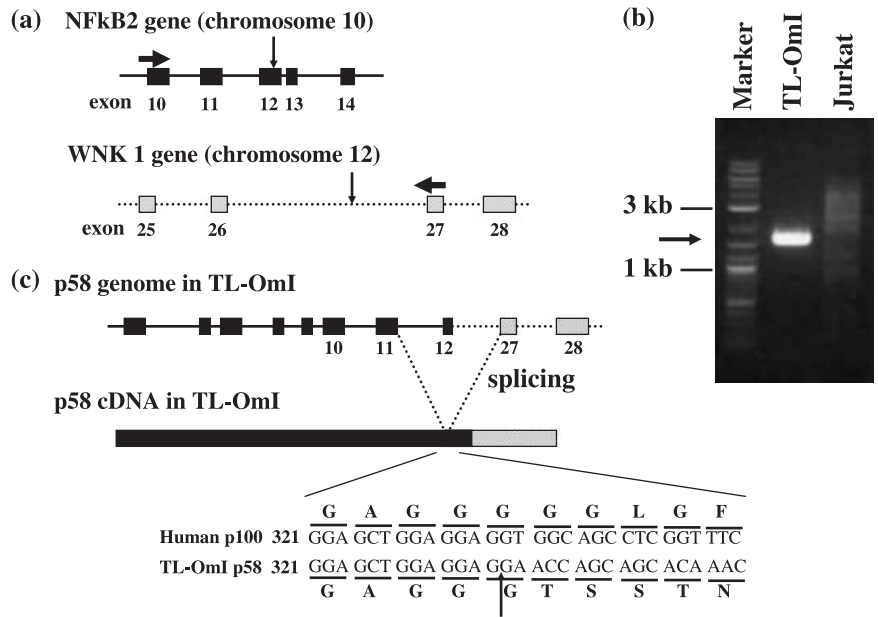 (a)
NFkB2 gene (chromosome 10)
exon 10 11 12 13 14
WNK 1 gene (chromosome 12)
exon 25 26 27 28
(b)
Marker
TL-OmI
Jurkat
3 kb
1 kb
(c)
p58 genome in TL-OmI
10 11 12 27 28
splicing
p58 cDNA in TL-OmI
G A G G G G G L G F
Human p100 321 GGA GCT GGA GGA GGT GGC AGC CTC GGT TTC
TL-OmI p58 321 GGA GCT GGA GGA GGA ACC AGC AGC ACA AAC
G A G G G T S S T N